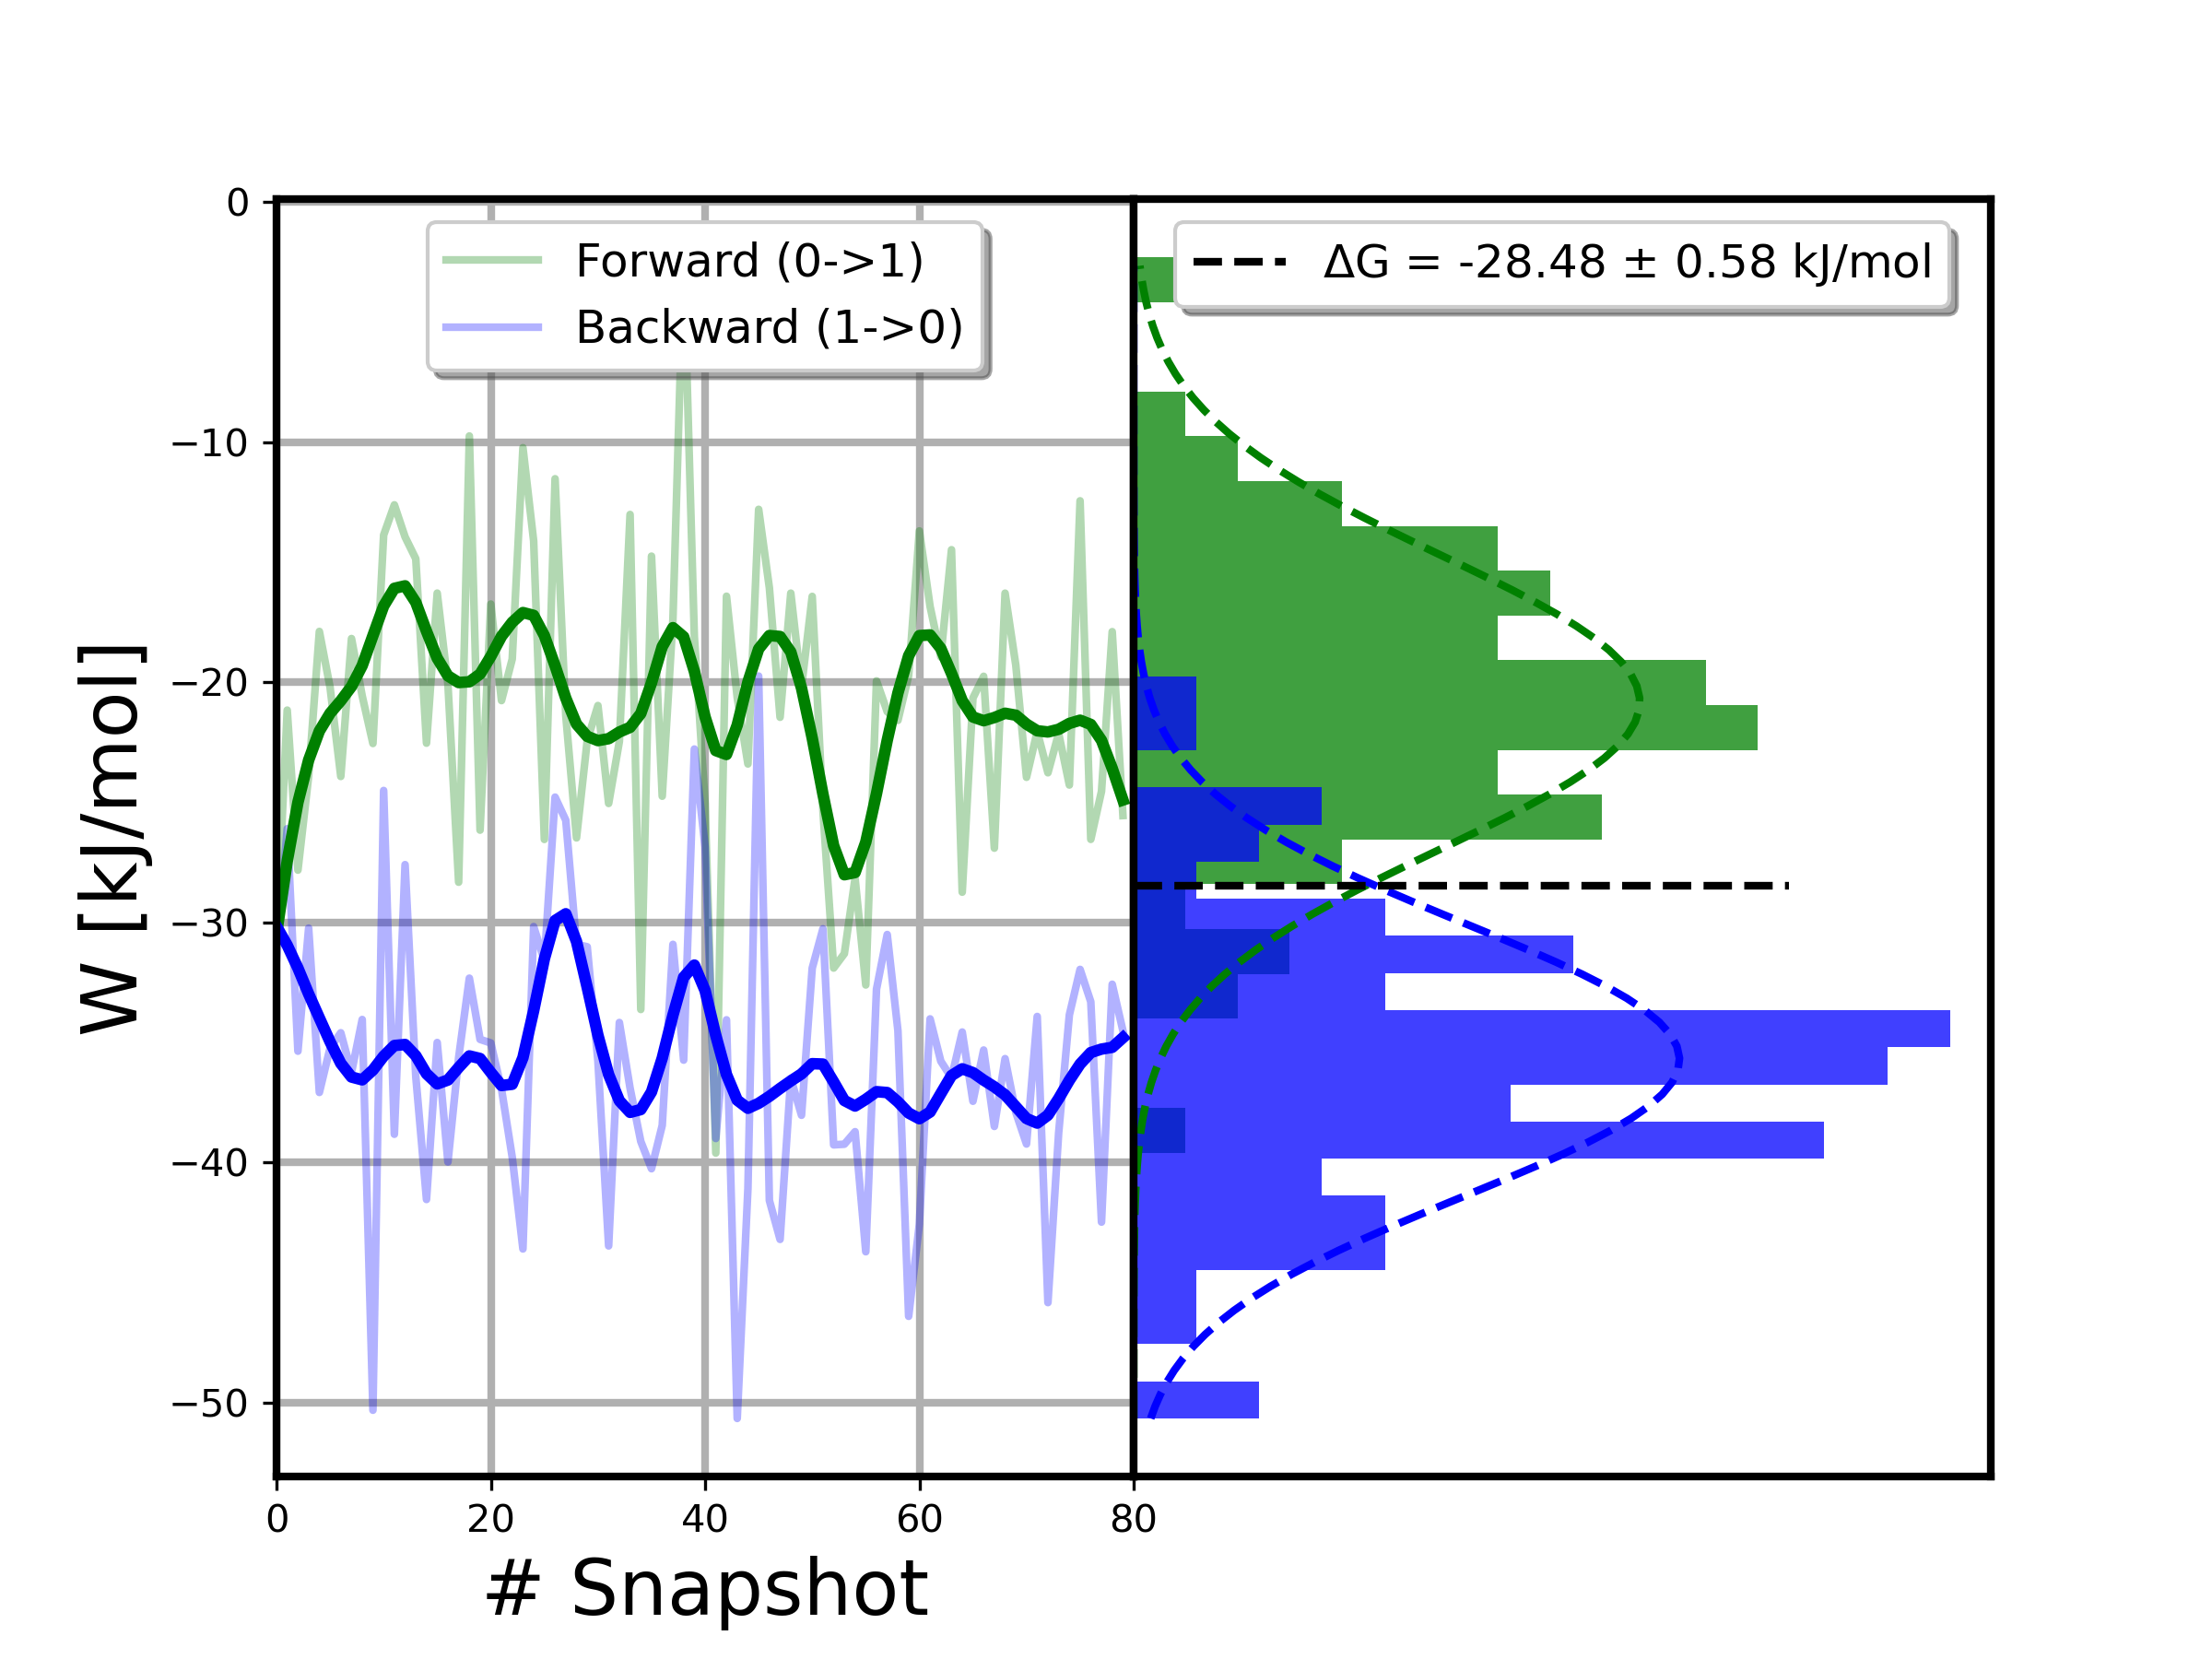 0
−10
−20
−30
−40
−50
W [kJ/mol]
Forward (0->1)
Backward (1->0)
ΔG = -28.48 ± 0.58 kJ/mol
0 20 40 60 80
# Snapshot